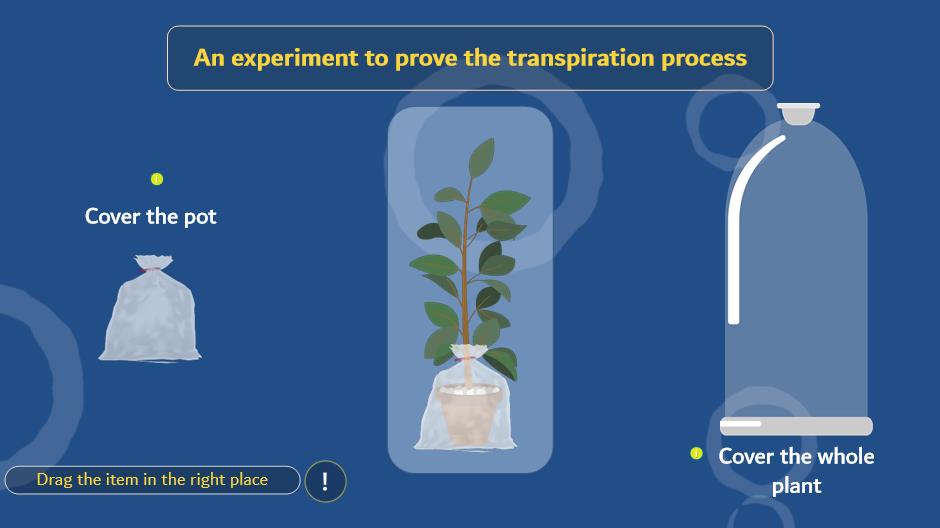 An experiment to prove the transpiration process
Cover the pot
Cover the whole
plant
Drag the item in the right place
!